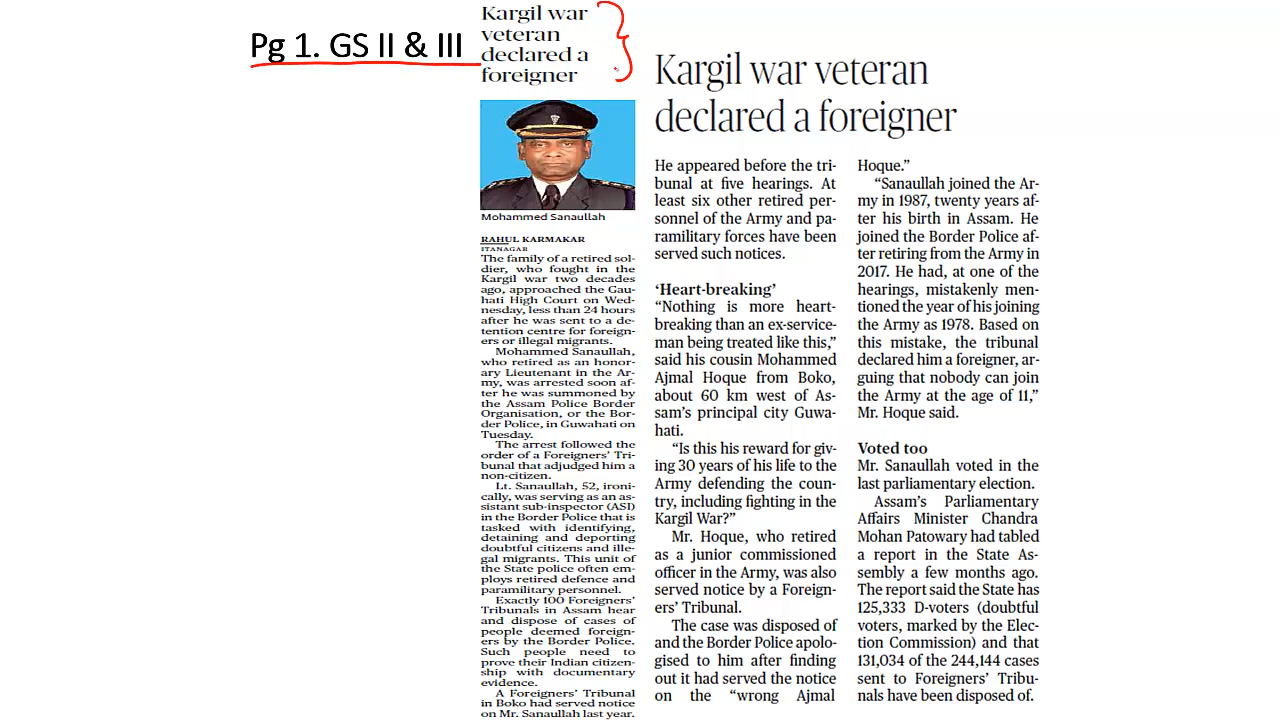 Pg 1. GS II & III
Kargil war
veteran
declared a
foreigner
Mohammed Sanaullah
RAHUL KARMAKAR
ITANAGAR
The family of a retired sol-
dier, who fought in the
Kargil war two decades
ago, approached the Gau-
hati High Court on Wed-
nesday, less than 24 hours
after he was sent to a de-
tention centre for foreign-
ers or illegal migrants.
Mohammed Sanaullah,
who retired as an honor-
ary Lieutenant in the Ar-
my, was arrested soon af-
ter he was summoned by
the Assam Police Border
Organisation, or the Bor-
der Police, in Guwahati on
Tuesday.
The arrest followed the
order of a Foreigners’ Tri-
bunal that adjudged him a
non-citizen.
Lt. Sanaullah, 52, ironi-
cally, was serving as an as-
sistant sub-inspector (ASI)
in the Border Police that is
tasked with identifying,
detaining and deporting
doubtful citizens and ille-
gal migrants. This unit of
the State police often em-
ploys retired defence and
paramilitary personnel.
Exactly 100 Foreigners’
Tribunals in Assam hear
and dispose of cases of
people deemed foreign-
ers by the Border Police.
Such people need to
prove their Indian citizen-
ship with documentary
evidence.
A Foreigners’ Tribunal
in Boko had served notice
on Mr. Sanaullah last year.
Kargil war veteran
declared a foreigner
He appeared before the tri-
bunal at five hearings. At
least six other retired per-
sonnel of the Army and pa-
ramilitary forces have been
served such notices.
‘Heart-breaking’
“Nothing is more heart-
breaking than an ex-service-
man being treated like this,”
said his cousin Mohammed
Ajmal Hoque from Boko,
about 60 km west of As-
sam’s principal city Guwa-
hati.
“Is this his reward for giv-
ing 30 years of his life to the
Army defending the coun-
try, including fighting in the
Kargil War?”
Mr. Hoque, who retired
as a junior commissioned
officer in the Army, was also
served notice by a Foreign-
ers’ Tribunal.
The case was disposed of
and the Border Police apolo-
gised to him after finding
out it had served the notice
on the “wrong Ajmal
Hoque.”
“Sanaullah joined the Ar-
my in 1987, twenty years af-
ter his birth in Assam. He
joined the Border Police af-
ter retiring from the Army in
2017. He had, at one of the
hearings, mistakenly men-
tioned the year of his joining
the Army as 1978. Based on
this mistake, the tribunal
declared him a foreigner, ar-
guing that nobody can join
the Army at the age of 11,”
Mr. Hoque said.
Voted too
Mr. Sanaullah voted in the
last parliamentary election.
Assam’s Parliamentary
Affairs Minister Chandra
Mohan Patowary had tabled
a report in the State As-
sembly a few months ago.
The report said the State has
125,333 D-voters (doubtful
voters, marked by the Elec-
tion Commission) and that
131,034 of the 244,144 cases
sent to Foreigners’ Tribu-
nals have been disposed of.